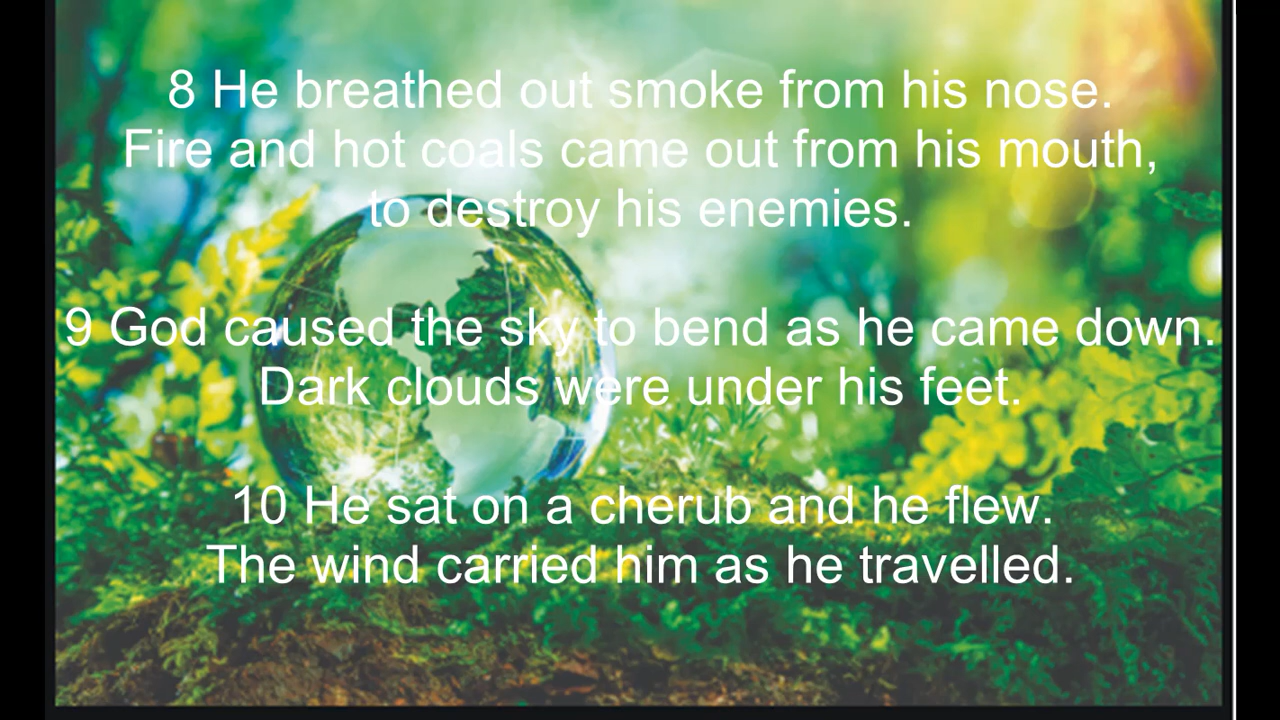 8 He breathed out smoke from his nose.
Fire and hot coals came out from his mouth,
to destroy his enemies.
9 God caused the sky to bend as he came down.
Dark clouds were under his feet.
10 He sat on a cherub and he flew.
The wind carried him as he travelled.